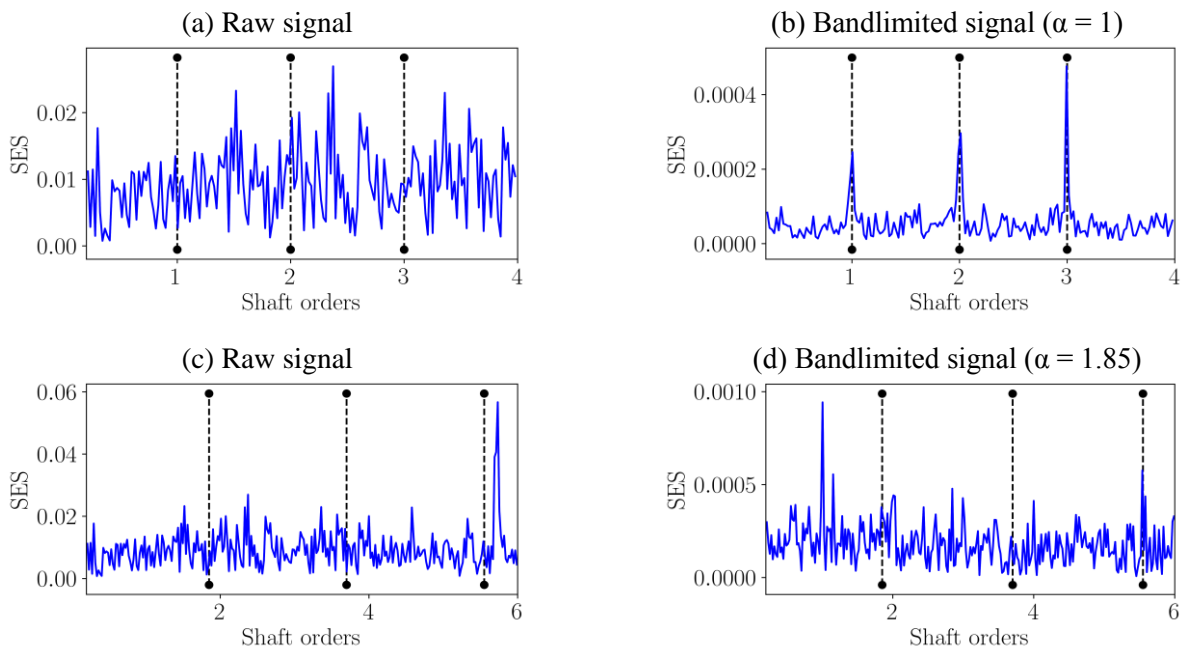 (a) Raw signal
SES
0.02
0.01
0.00
1 2 3 4
Shaft orders
(b) Bandlimited signal (α = 1)
SES
0.0004
0.0002
0.0000
1 2 3 4
Shaft orders
(c) Raw signal
SES
0.06
0.04
0.02
0.00
2 4 6
Shaft orders
(d) Bandlimited signal (α = 1.85)
SES
0.0010
0.0005
0.0000
2 4 6
Shaft orders